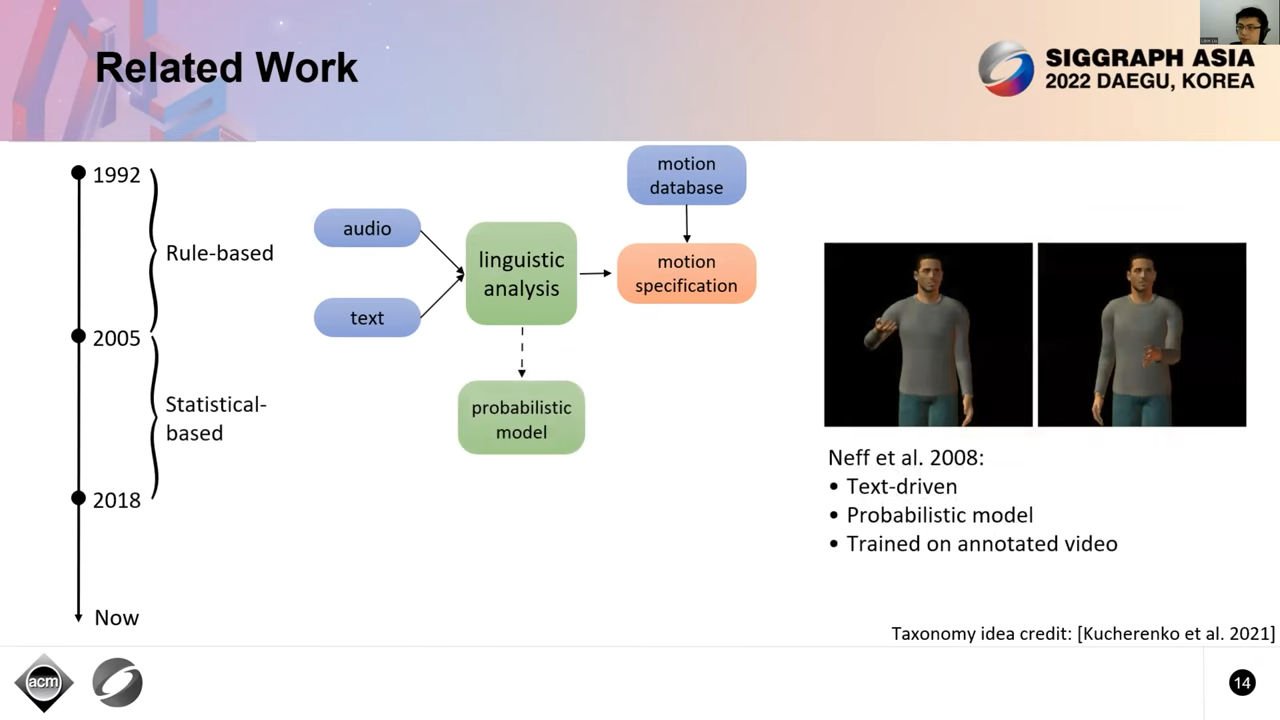 Related Work
SIGGRAPH ASIA
2022 DAEGU, KOREA
1992
Rule-based
2005
Statistical-
based
2018
Now
audio
text
linguistic
analysis
probabilistic
model
motion
database
motion
specification
Neff et al. 2008:
• Text-driven
• Probabilistic model
• Trained on annotated video
Taxonomy idea credit: [Kucherenko et al. 2021]
acm
14